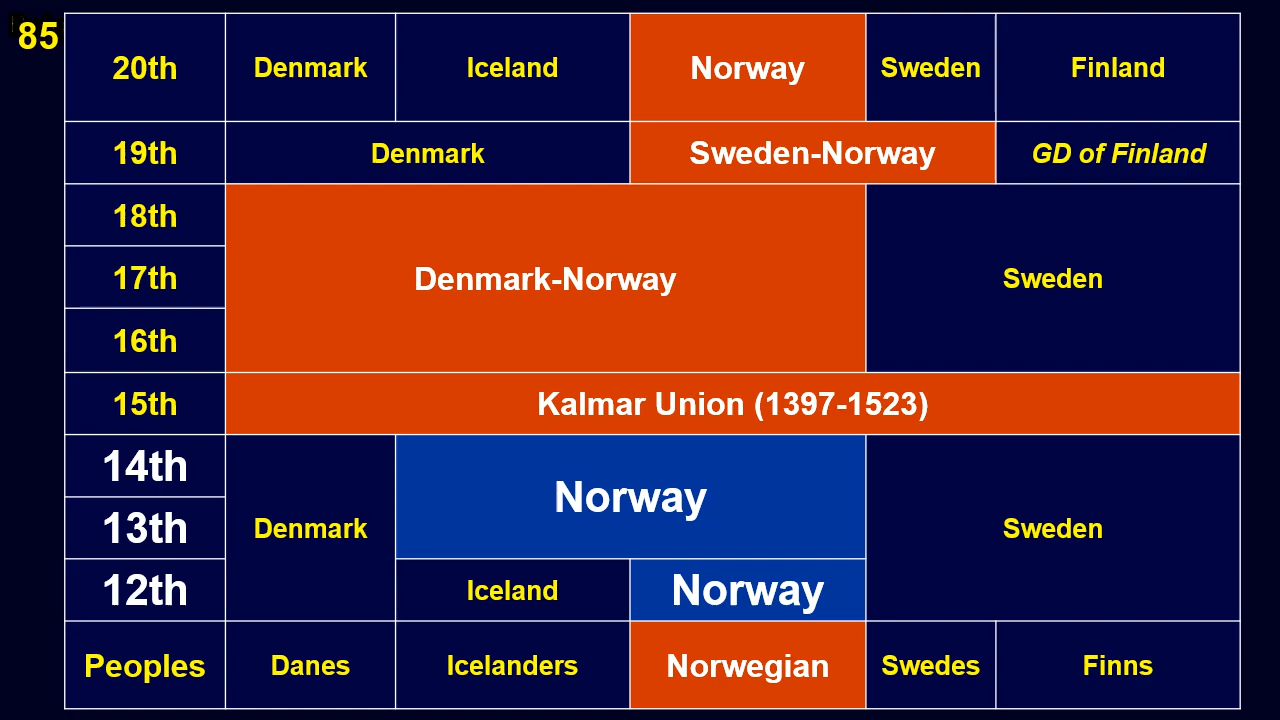 85
20th Denmark Iceland Norway Sweden Finland
19th Denmark Sweden-Norway GD of Finland
18th
17th Denmark-Norway Sweden
16th
15th Kalmar Union (1397-1523)
14th
Norway
13th Denmark Sweden
12th Iceland Norway
Peoples Danes Icelanders Norwegian Swedes Finns